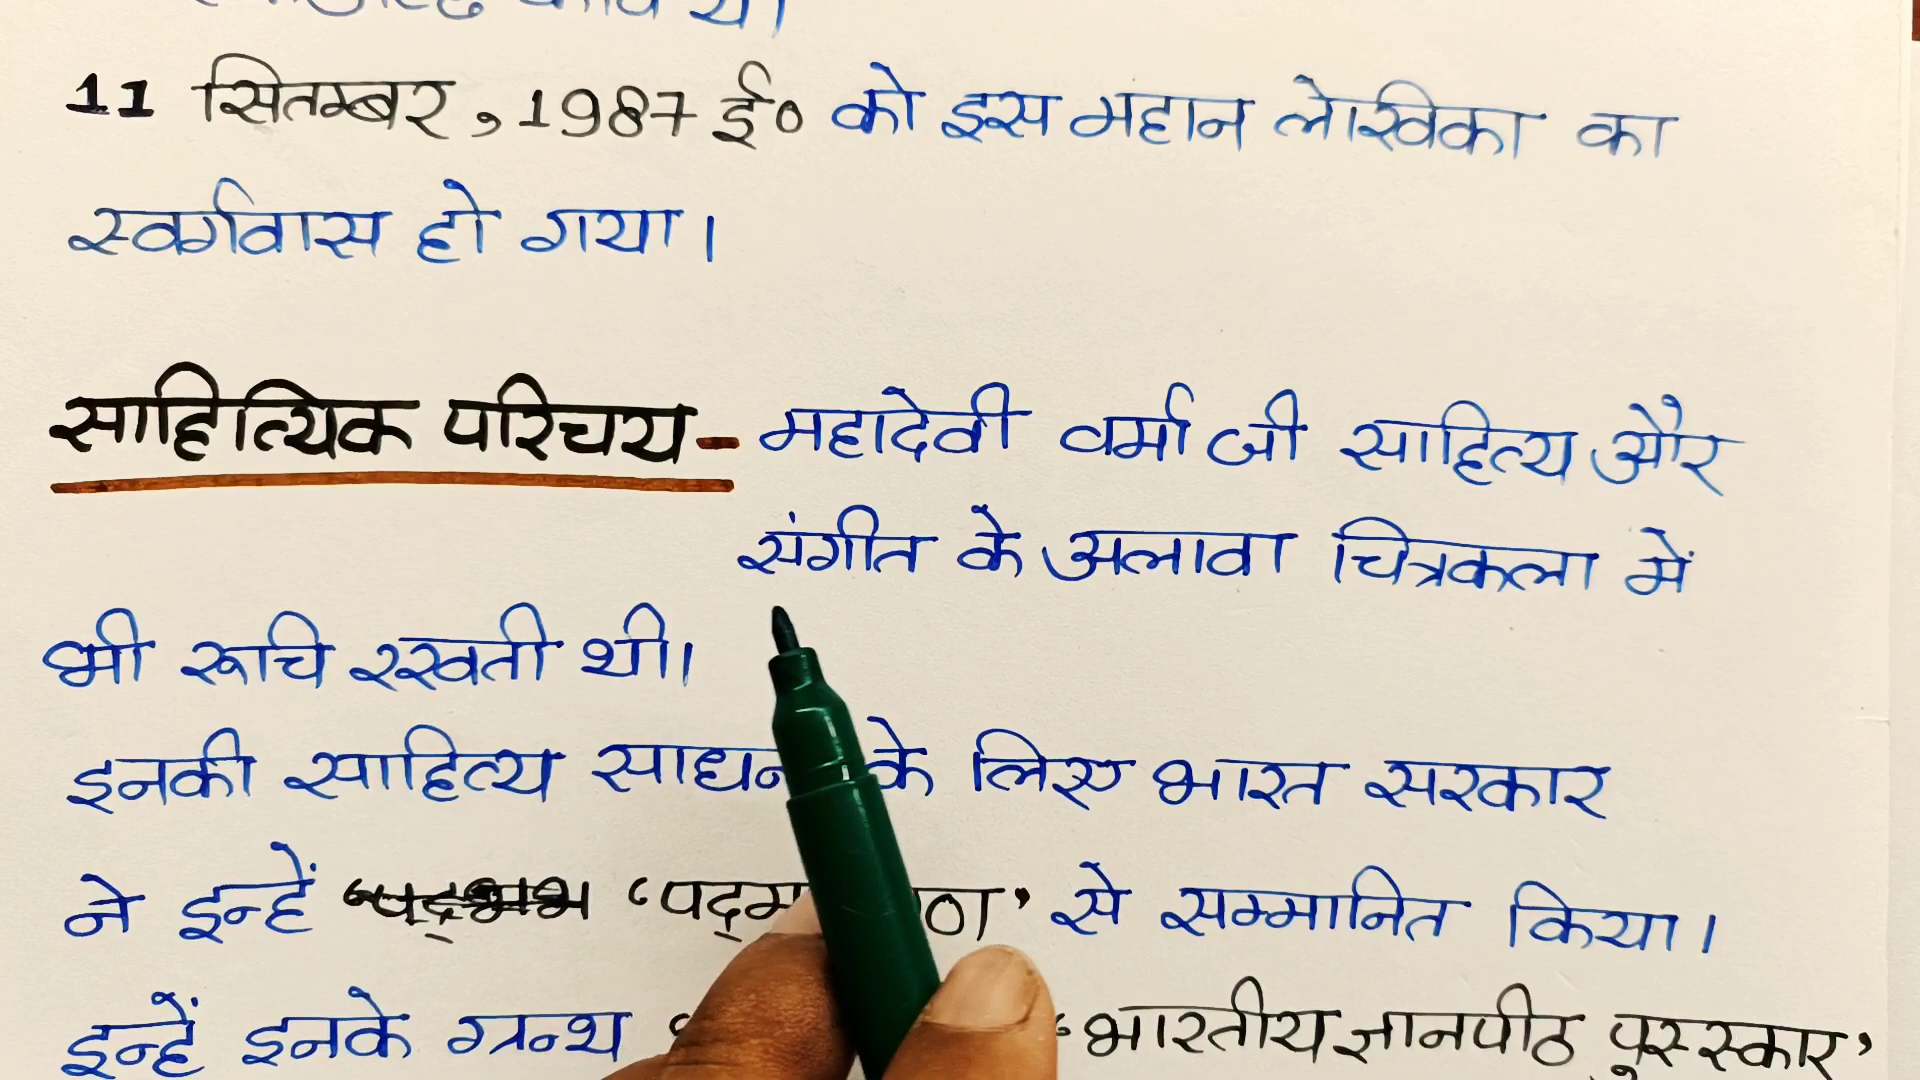 11 सितम्बर, 1987 ई० को इस महान लेखिका का
स्वर्गवास हो गया।
साहित्यिक परिचय- महादेवी वर्मा जी साहित्य और
संगीत के अलावा चित्रकला में
भी रूचि रखती थी।
इनकी साहित्य साधन के लिए भारत सरकार
ने इन्हें से सम्मानित किया।
इन्हें इनके ग्रन्थ ‘भारतीय ज्ञानपीठ पुरस्कार’